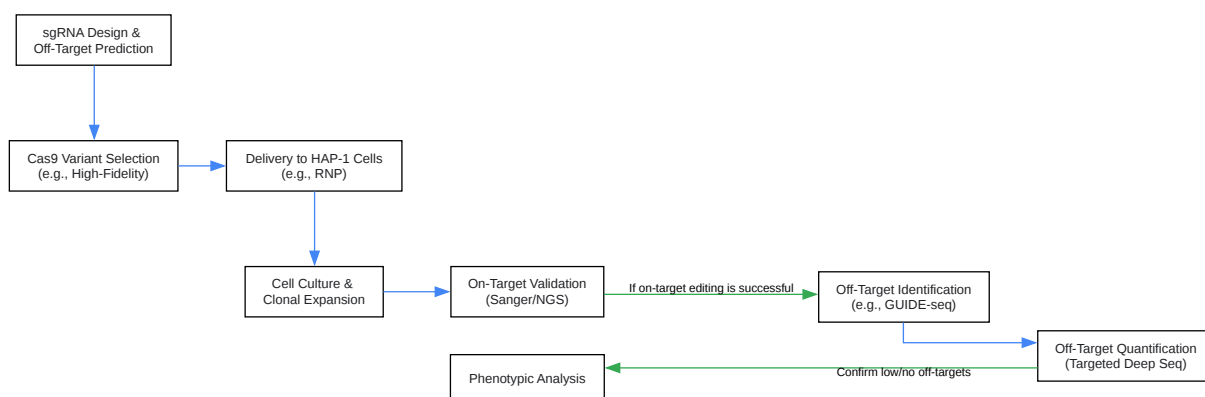 sgRNA Design &
Off-Target Prediction
Cas9 Variant Selection
(e.g., High-Fidelity)
Delivery to HAP-1 Cells
(e.g., RNP)
Cell Culture &
Clonal Expansion
On-Target Validation
(Sanger/NGS)
If on-target editing is successful
Off-Target Identification
(e.g., GUIDE-seq)
Off-Target Quantification
(Targeted Deep Seq)
Confirm low/no off-targets
Phenotypic Analysis